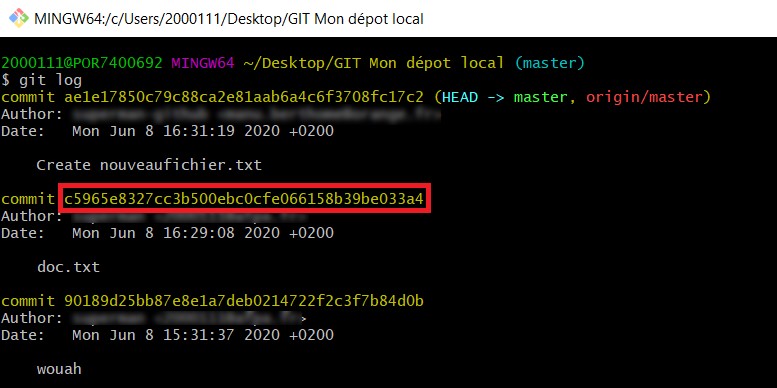 MINGW64:/c/Users/2000111/Desktop/GIT Mon dépot local
2000111@POR7400692 MINGW64 ~/Desktop/GIT Mon dépot local (master)
$ git log
commit ae1e17850c79c88ca2e81aab6a4c6f3708fc17c2 (HEAD -> master, origin/master)
Author:
Date: Mon Jun 8 16:31:19 2020 +0200
Create nouveaufichier.txt
commit c5965e8327cc3b500ebc0cfe066158b39be033a4
Author:
Date: Mon Jun 8 16:29:08 2020 +0200
doc.txt
commit 90189d25bb87e8e1a7deb0214722f2c3f7b84d0b
Author:
Date: Mon Jun 8 15:31:37 2020 +0200
wouah